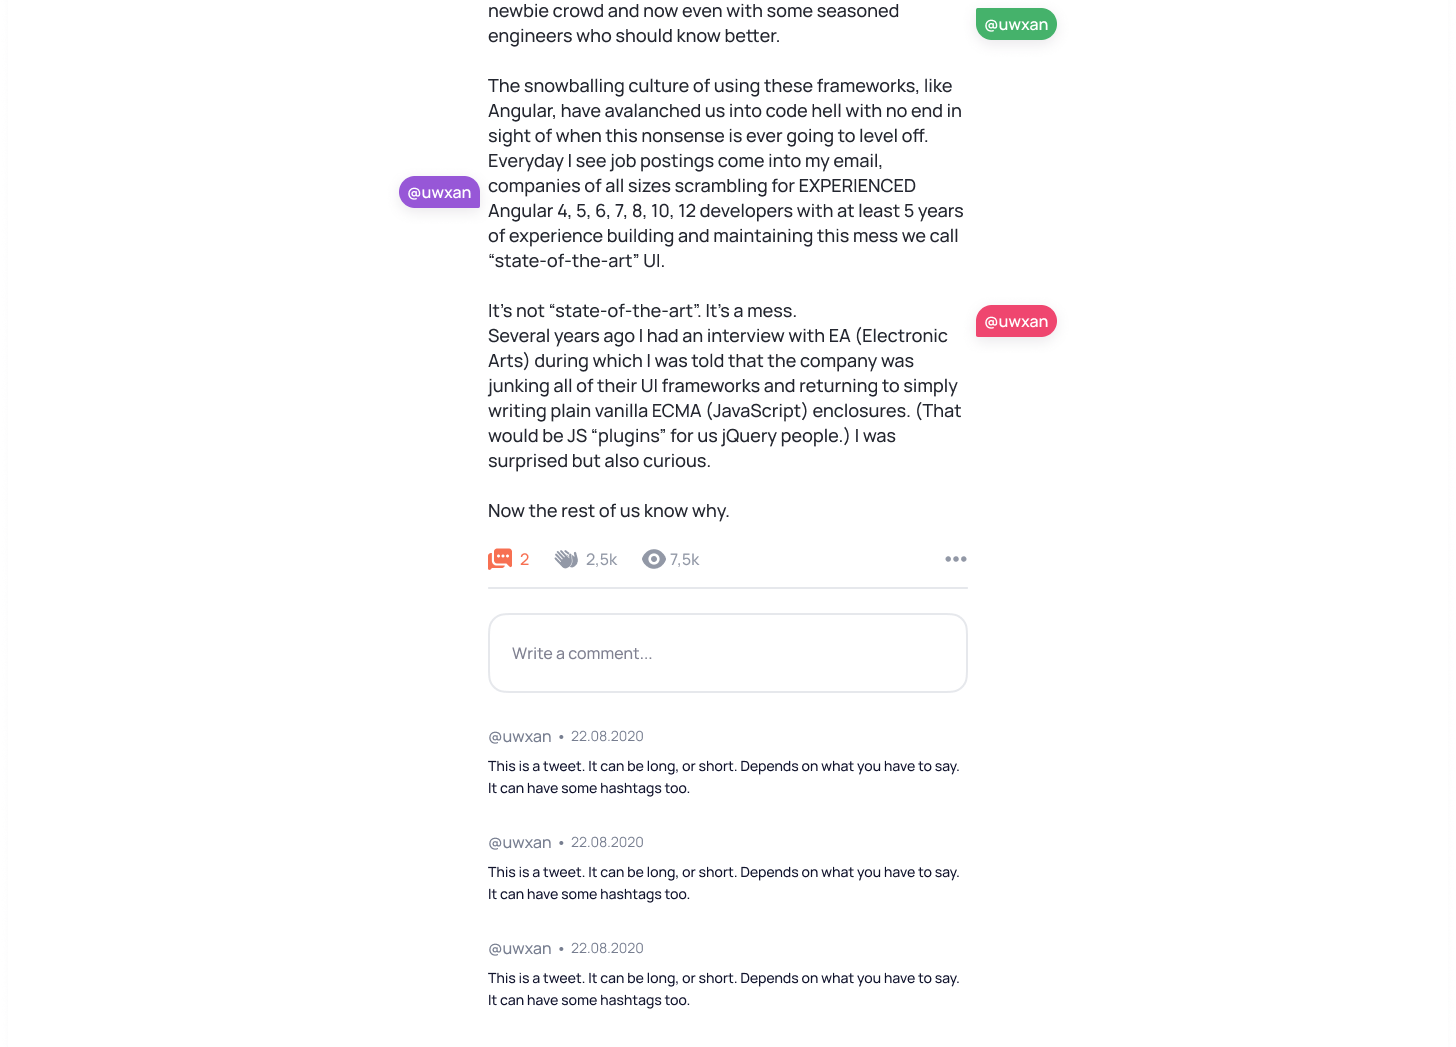 newbie crowd and now even with some seasoned
@uwxan
engineers who should know better.
The snowballing culture of using these frameworks, like
Angular, have avalanched us into code hell with no end in
sight of when this nonsense is ever going to level off.
Everyday I see job postings come into my email,
@uwxan
companies of all sizes scrambling for EXPERIENCED
Angular 4, 5, 6, 7, 8, 10, 12 developers with at least 5 years
of experience building and maintaining this mess we call
“state-of-the-art” UI.
It’s not “state-of-the-art”. It’s a mess.
@uwxan
Several years ago I had an interview with EA (Electronic
Arts) during which I was told that the company was
junking all of their UI frameworks and returning to simply
writing plain vanilla ECMA (JavaScript) enclosures. (That
would be JS “plugins” for us jQuery people.) I was
surprised but also curious.
Now the rest of us know why.
2 2,5k 7,5k
Write a comment...
@uwxan • 22.08.2020
This is a tweet. It can be long, or short. Depends on what you have to say.
It can have some hashtags too.
@uwxan • 22.08.2020
This is a tweet. It can be long, or short. Depends on what you have to say.
It can have some hashtags too.
@uwxan • 22.08.2020
This is a tweet. It can be long, or short. Depends on what you have to say.
It can have some hashtags too.